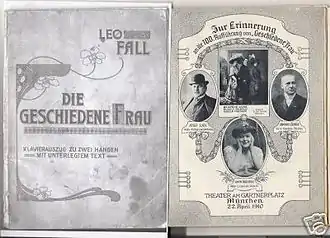 LEO
FALL
DIE
GESCHIEDENE FRAU
KLAVIERAUSZUG ZU ZWEI HÄNDEN
MIT UNTERLEGTEM TEXT
Zur Erinnerung
an die 100. Aufführung von „Geschiedene Frau“
THEATER AM GÄRTNERPLATZ
München
22. April 1910